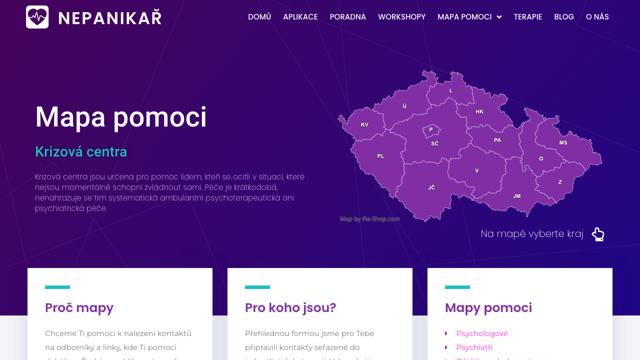 NEPANIKAŘ
DOMŮ APLIKACE PORADNA WORKSHOPY MAPA POMOCI TERAPIE BLOG O NÁS
Mapa pomoci
Krizová centra
Krizová centra jsou určena pro pomoc lidem, kteří se ocitli v situaci, které
nejsou momentálně schopni zvládnout sami. Péče je krátkodobá,
nenahrazuje se tím systematická ambulantní psychoterapeutická ani
psychiatrická péče.
L
Ú
HK
KV
P
SČ
PA
MS
PL
O
V
Z
JČ
JM
Map by Fla-Shop.com
Na mapě vyberte kraj
Proč mapy
Chceme Ti pomoci k nalezení kontaktů
na odborníky a linky, kde Ti pomoci
Pro koho jsou?
Přehlednou formou jsme pro Tebe
připravili kontakty seřazené do
Mapy pomoci
Psychologové
Psychiatři